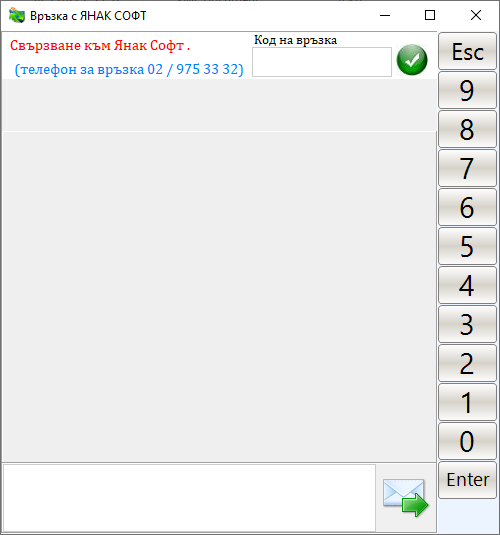 Връзка с ЯНАК СОФТ
Свързване към Янак Софт .
(телефон за връзка 02 / 975 33 32)
Код на връзка
Esc
9
8
7
6
5
4
3
2
1
0
Enter